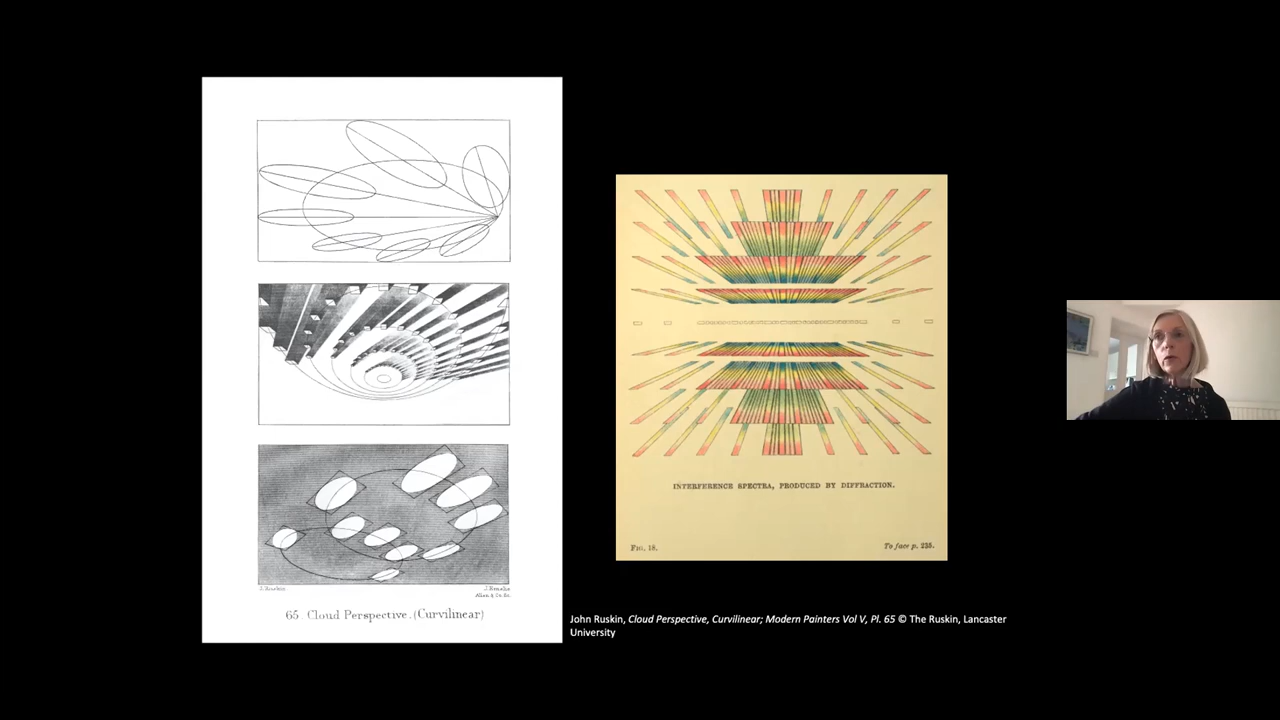 65. Cloud Perspective. (Curvilinear)
INTERFERENCE SPECTRA, PRODUCED BY DIFFRACTION.
FIG. 18.
To face p. 235.
John Ruskin, Cloud Perspective, Curvilinear; Modern Painters Vol V, Pl. 65 © The Ruskin, Lancaster
University